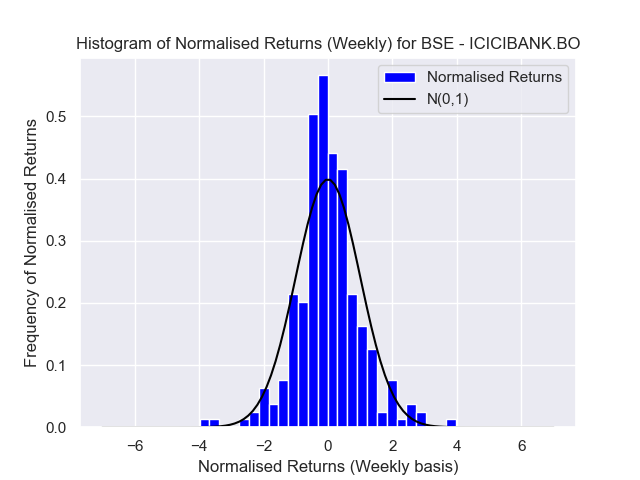 Histogram of Normalised Returns (Weekly) for BSE - ICICIBANK.BO
Normalised Returns
N(0,1)
Frequency of Normalised Returns
0.5
0.4
0.3
0.2
0.1
0.0
−6 −4 −2 0 2 4 6
Normalised Returns (Weekly basis)